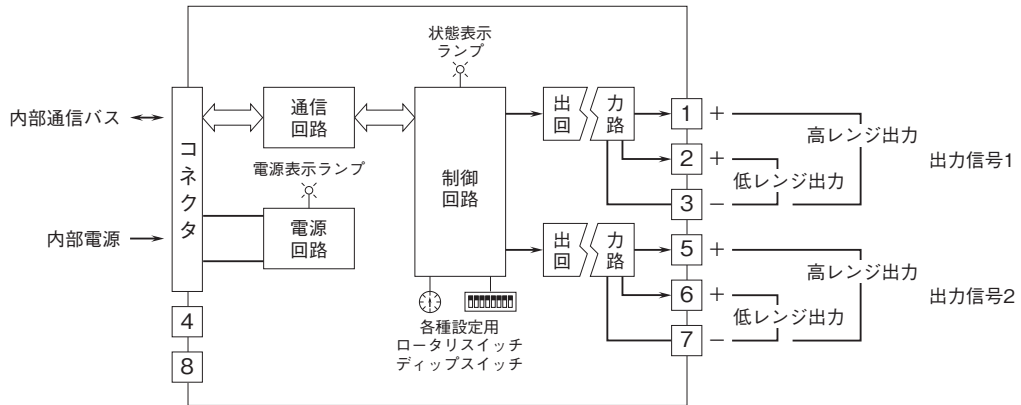 状態表示
ランプ
内部通信バス
コネクタ
通信
回路
電源表示ランプ
内部電源
電源
回路
制御
回路
各種設定用
ロータリスイッチ
ディップスイッチ
出 力
回 路
1 +
2 +
3 −
高レンジ出力
低レンジ出力
出力信号1
出 力
回 路
5 +
6 +
7 −
高レンジ出力
低レンジ出力
出力信号2
4
8